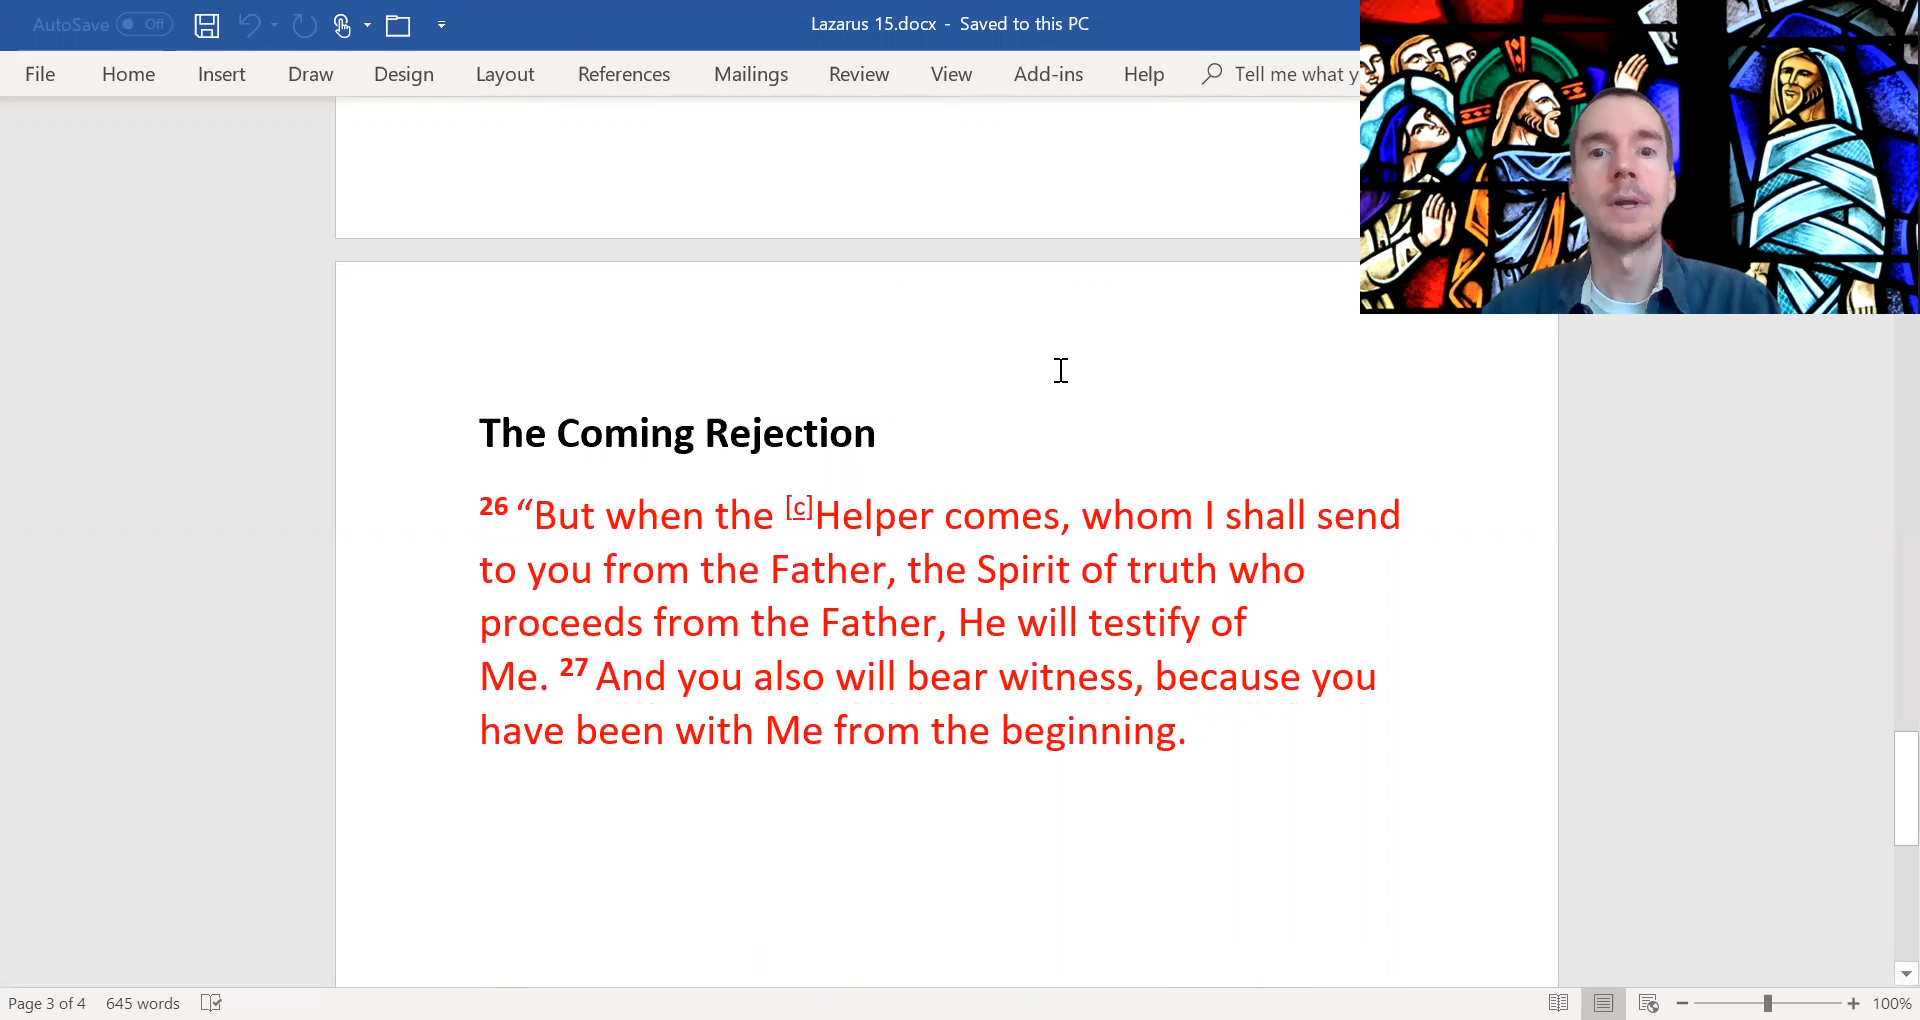 AutoSave Off
Lazarus 15.docx - Saved to this PC
File Home Insert Draw Design Layout References Mailings Review View Add-ins Help Tell me what y
The Coming Rejection
26 “But when the [c]Helper comes, whom I shall send
to you from the Father, the Spirit of truth who
proceeds from the Father, He will testify of
Me. 27 And you also will bear witness, because you
have been with Me from the beginning.
Page 3 of 4 645 words 100%